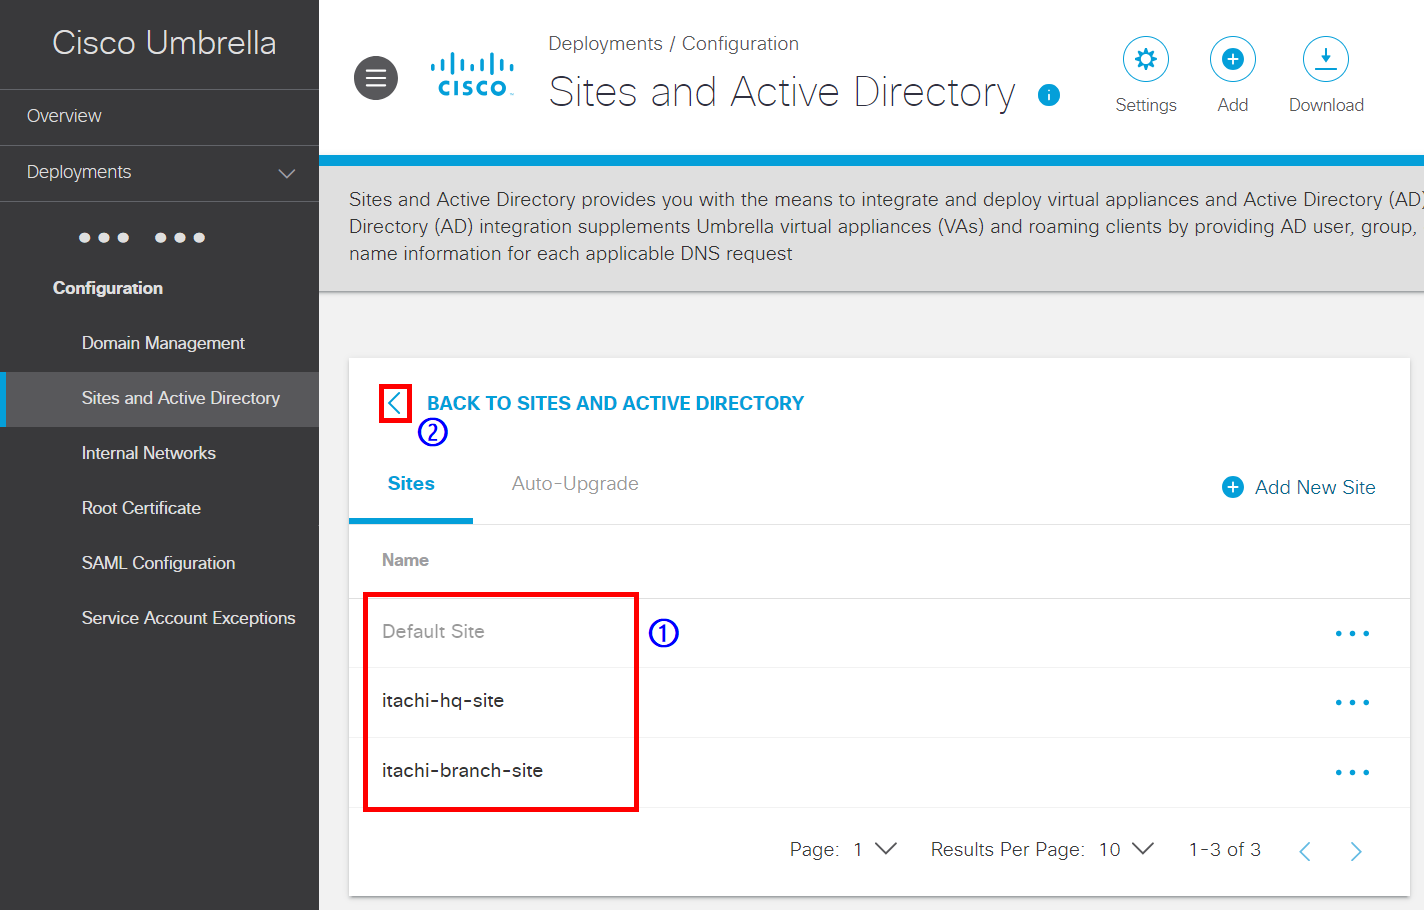 Cisco Umbrella
Overview
Deployments
Configuration
Domain Management
Sites and Active Directory
Internal Networks
Root Certificate
SAML Configuration
Service Account Exceptions
cisco
Deployments / Configuration
Sites and Active Directory
Settings
Add
Download
Sites and Active Directory provides you with the means to integrate and deploy virtual appliances and Active Directory (AD)
Directory (AD) integration supplements Umbrella virtual appliances (VAs) and roaming clients by providing AD user, group,
name information for each applicable DNS request
BACK TO SITES AND ACTIVE DIRECTORY
②
Sites Auto-Upgrade Add New Site
Name
Default Site ①
itachi-hq-site
itachi-branch-site
Page: 1 Results Per Page: 10 1-3 of 3